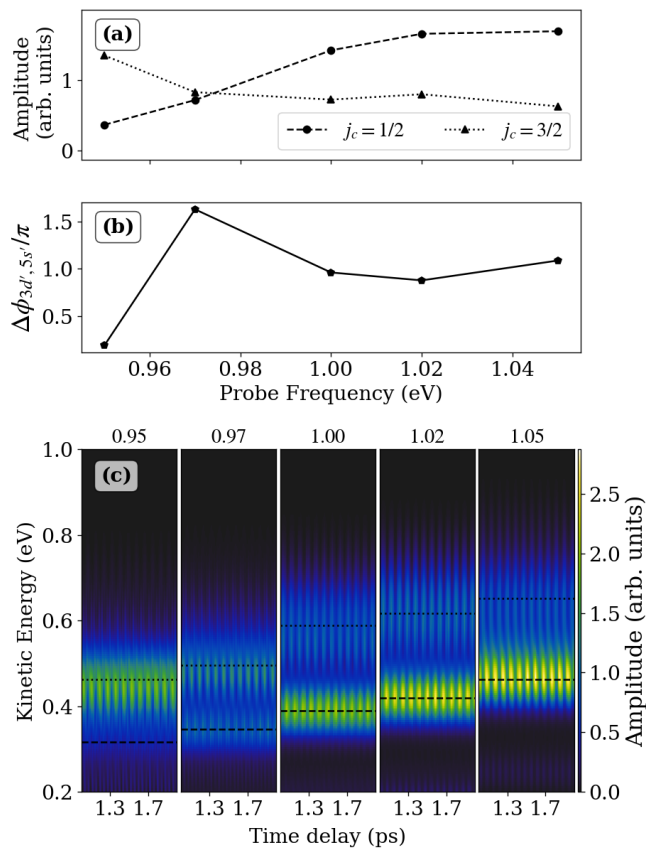 (a)
Amplitude
(arb. units)
1
0
j_c = 1/2
j_c = 3/2
(b)
Δϕ_{3d′,5s′}/π
1.5
1.0
0.5
0.96 0.98 1.00 1.02 1.04
Probe Frequency (eV)
0.95 0.97 1.00 1.02 1.05
(c)
Kinetic Energy (eV)
1.0
0.8
0.6
0.4
0.2
1.3 1.7 1.3 1.7 1.3 1.7 1.3 1.7 1.3 1.7
Time delay (ps)
2.5
2.0
1.5
1.0
0.5
0.0
Amplitude (arb. units)